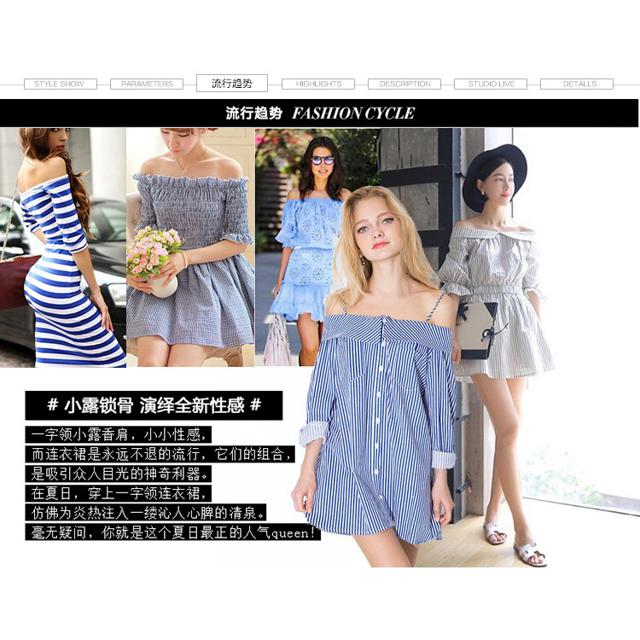 STYLE SHOW
PARAMETERS
流行趋势
HIGHLIGHTS
DESCRIPTION
STUDIO LIVE
DETALLS
流行趋势 FASHION CYCLE
# 小露锁骨 演绎全新性感 #
一字领小露香肩，小小性感，
而连衣裙是永远不退的流行，它们的组合，
是吸引众人目光的神奇利器。
在夏日，穿上一字领连衣裙，
仿佛为炎热注入一缕沁人心脾的清泉。
毫无疑问，你就是这个夏日最正的人气queen!